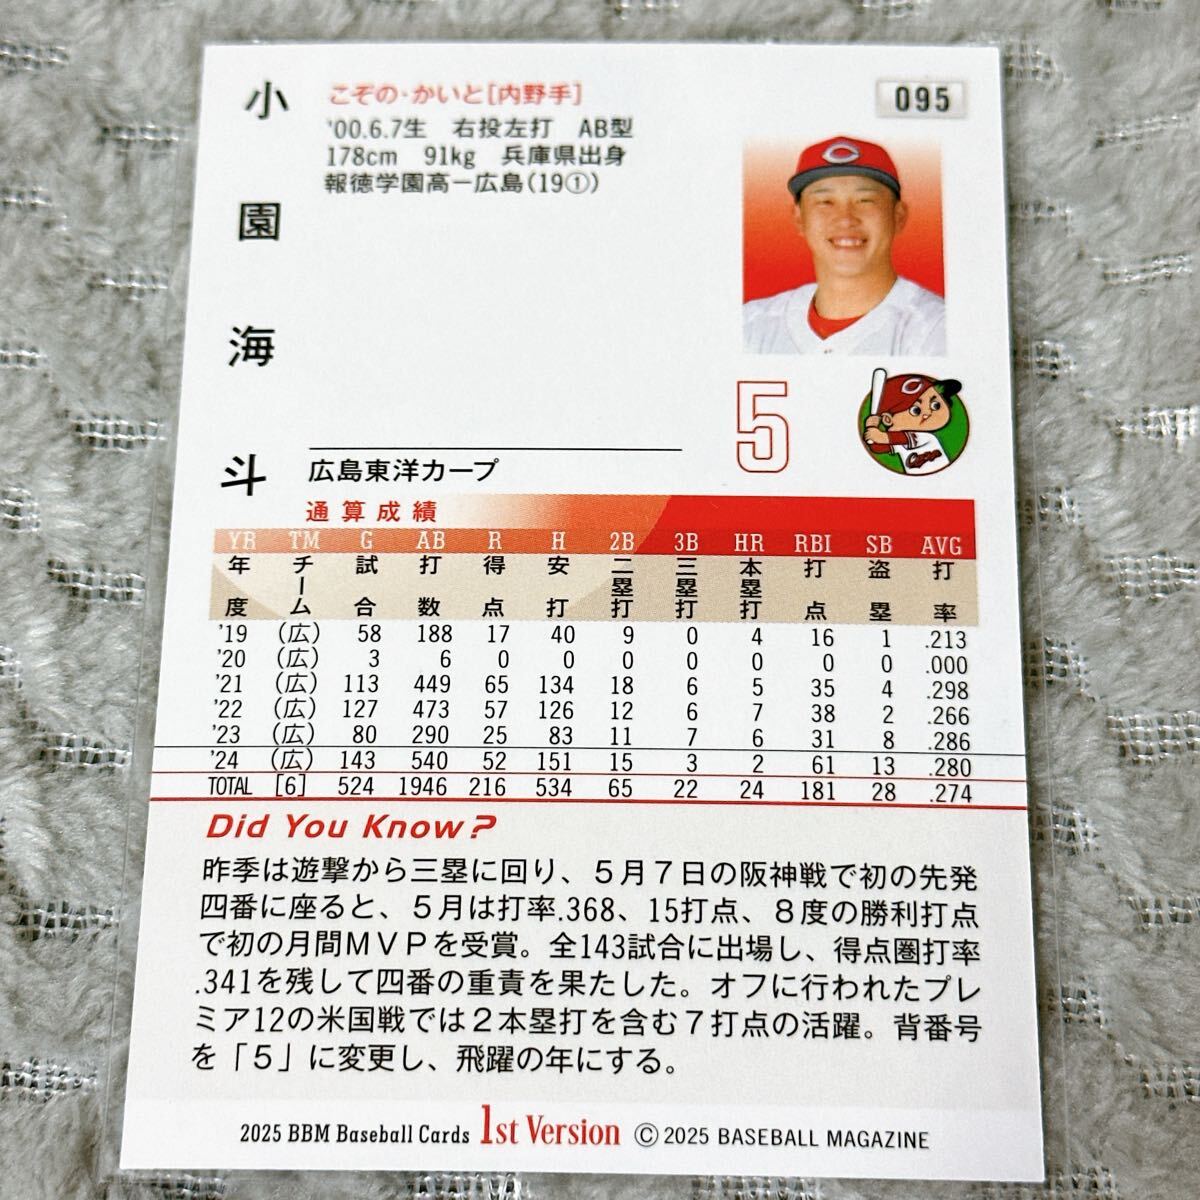 小園海斗
こぞの・かいと[内野手]
095
'00.6.7生 右投左打 AB型
178cm 91kg 兵庫県出身
報徳学園高ー広島(19①)
5
広島東洋カープ
通算成績
YR TM G AB R H 2B 3B HR RBI SB AVG
年度 チーム 試合 打数 得点 安打 二塁打 三塁打 本塁打 打点 盗塁 打率
'19 (広) 58 188 17 40 9 0 4 16 1 .213
'20 (広) 3 6 0 0 0 0 0 0 0 .000
'21 (広) 113 449 65 134 18 6 5 35 4 .298
'22 (広) 127 473 57 126 12 6 7 38 2 .266
'23 (広) 80 290 25 83 11 7 6 31 8 .286
'24 (広) 143 540 52 151 15 3 2 61 13 .280
TOTAL [6] 524 1946 216 534 65 22 24 181 28 .274
Did You Know?
昨季は遊撃から三塁に回り、5月7日の阪神戦で初の先発
四番に座ると、5月は打率.368、15打点、8度の勝利打点
で初の月間MVPを受賞。全143試合に出場し、得点圏打率
.341を残して四番の重責を果たした。オフに行われたプレ
ミア12の米国戦では2本塁打を含む7打点の活躍。背番号
を「5」に変更し、飛躍の年にする。
2025 BBM Baseball Cards 1st Version © 2025 BASEBALL MAGAZINE